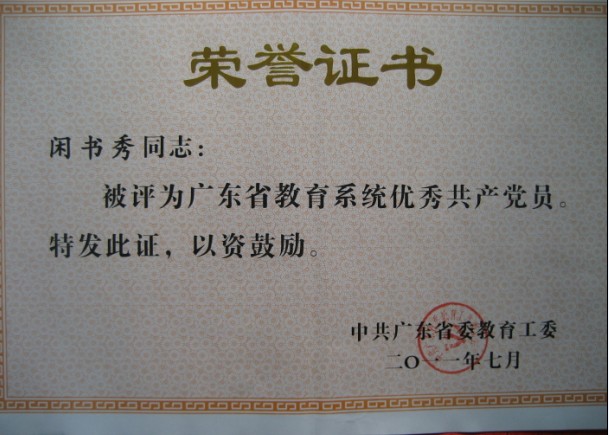 荣誉证书
闲书秀同志：
被评为广东省教育系统优秀共产党员。
特发此证，以资鼓励。
中共广东省委教育工委
二〇一一年七月